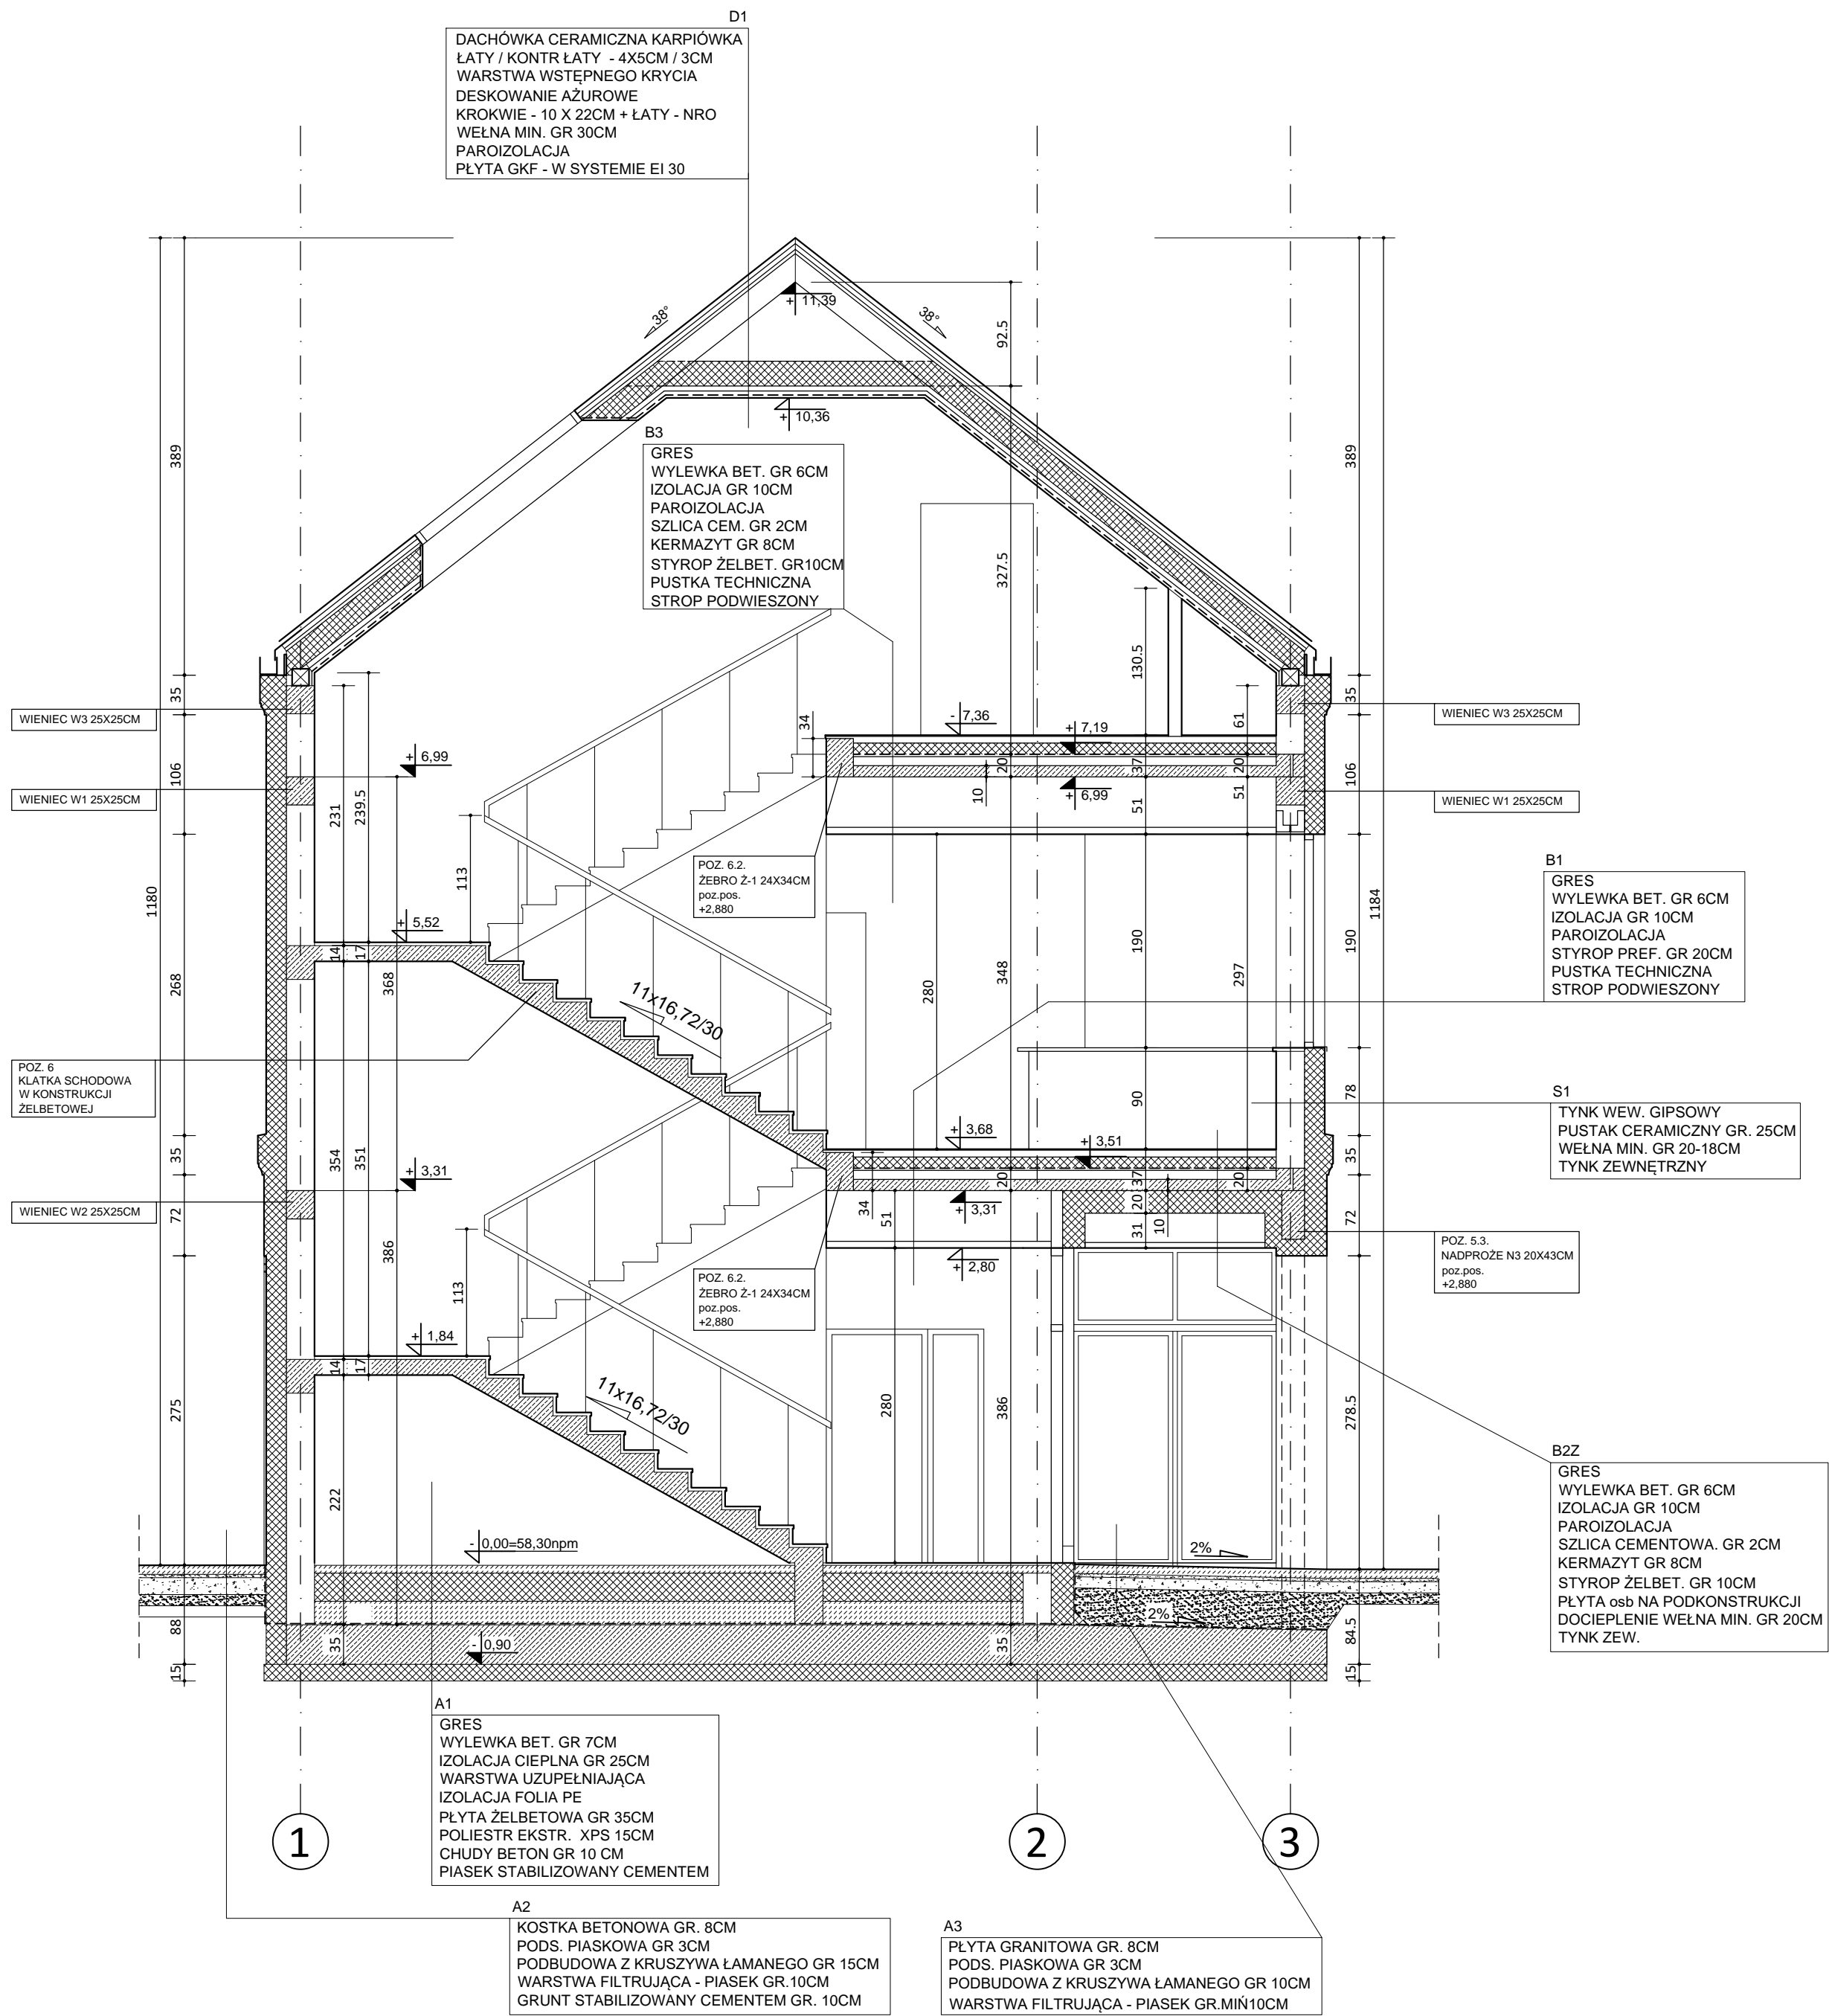 D1
DACHÓWKA CERAMICZNA KARPIÓWKA
ŁATY / KONTR ŁATY - 4X5CM / 3CM
WARSTWA WSTĘPNEGO KRYCIA
DESKOWANIE AŻUROWE
KROKWIE - 10 X 22CM + ŁATY - NRO
WEŁNA MIN. GR 30CM
PAROIZOLACJA
PŁYTA GKF - W SYSTEMIE EI 30
+ 11,39
38°
38°
92.5
+ 10,36
389
389
B3
GRES
WYLEWKA BET. GR 6CM
IZOLACJA GR 10CM
PAROIZOLACJA
SZLICA CEM. GR 2CM
KERMAZYT GR 8CM
STYROP ŻELBET. GR10CM
PUSTKA TECHNICZNA
STROP PODWIESZONY
327.5
130.5
35
35
WIENIEC W3 25X25CM
WIENIEC W3 25X25CM
34
- 7,36
+ 7,19
61
+ 6,99
106
106
20
37
20
10
+ 6,99
51
51
WIENIEC W1 25X25CM
WIENIEC W1 25X25CM
231
239.5
113
POZ. 6.2.
ŻEBRO Ż-1 24X34CM
poz.pos.
+2,880
1180
1184
B1
GRES
WYLEWKA BET. GR 6CM
IZOLACJA GR 10CM
PAROIZOLACJA
STYROP PREF. GR 20CM
PUSTKA TECHNICZNA
STROP PODWIESZONY
+ 5,52
14
17
268
368
280
348
190
297
190
11x16,72/30
POZ. 6
KLATKA SCHODOWA
W KONSTRUKCJI
ŻELBETOWEJ
90
78
S1
TYNK WEW. GIPSOWY
PUSTAK CERAMICZNY GR. 25CM
WEŁNA MIN. GR 20-18CM
TYNK ZEWNĘTRZNY
+ 3,68
+ 3,51
35
354
351
35
+ 3,31
20
37
20
34
51
+ 3,31
20
10
31
WIENIEC W2 25X25CM
72
72
386
POZ. 5.3.
NADPROŻE N3 20X43CM
poz.pos.
+2,880
+ 2,80
113
POZ. 6.2.
ŻEBRO Ż-1 24X34CM
poz.pos.
+2,880
+ 1,84
14
17
275
280
386
278.5
11x16,72/30
B2Z
GRES
WYLEWKA BET. GR 6CM
IZOLACJA GR 10CM
PAROIZOLACJA
SZLICA CEMENTOWA. GR 2CM
KERMAZYT GR 8CM
STYROP ŻELBET. GR 10CM
PŁYTA osb NA PODKONSTRUKCJI
DOCIEPLENIE WEŁNA MIN. GR 20CM
TYNK ZEW.
222
- 0,00=58,30npm
2%
2%
88
84.5
35
- 0,90
35
15
15
A1
GRES
WYLEWKA BET. GR 7CM
IZOLACJA CIEPLNA GR 25CM
WARSTWA UZUPEŁNIAJĄCA
IZOLACJA FOLIA PE
PŁYTA ŻELBETOWA GR 35CM
POLIESTR EKSTR. XPS 15CM
CHUDY BETON GR 10 CM
PIASEK STABILIZOWANY CEMENTEM
1
2
3
A2
KOSTKA BETONOWA GR. 8CM
PODS. PIASKOWA GR 3CM
PODBUDOWA Z KRUSZYWA ŁAMANEGO GR 15CM
WARSTWA FILTRUJĄCA - PIASEK GR.10CM
GRUNT STABILIZOWANY CEMENTEM GR. 10CM
A3
PŁYTA GRANITOWA GR. 8CM
PODS. PIASKOWA GR 3CM
PODBUDOWA Z KRUSZYWA ŁAMANEGO GR 10CM
WARSTWA FILTRUJĄCA - PIASEK GR.MIŃ10CM